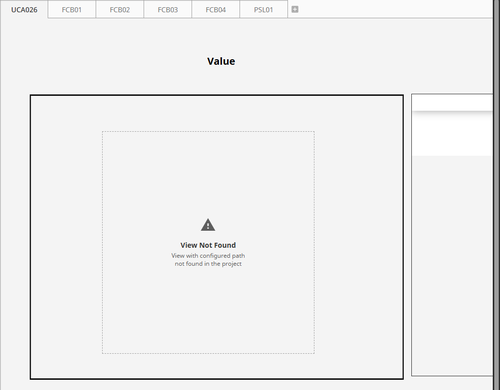 UCA026 FCB01 FCB02 FCB03 FCB04 PSL01
Value
View Not Found
View with configured path
not found in the project